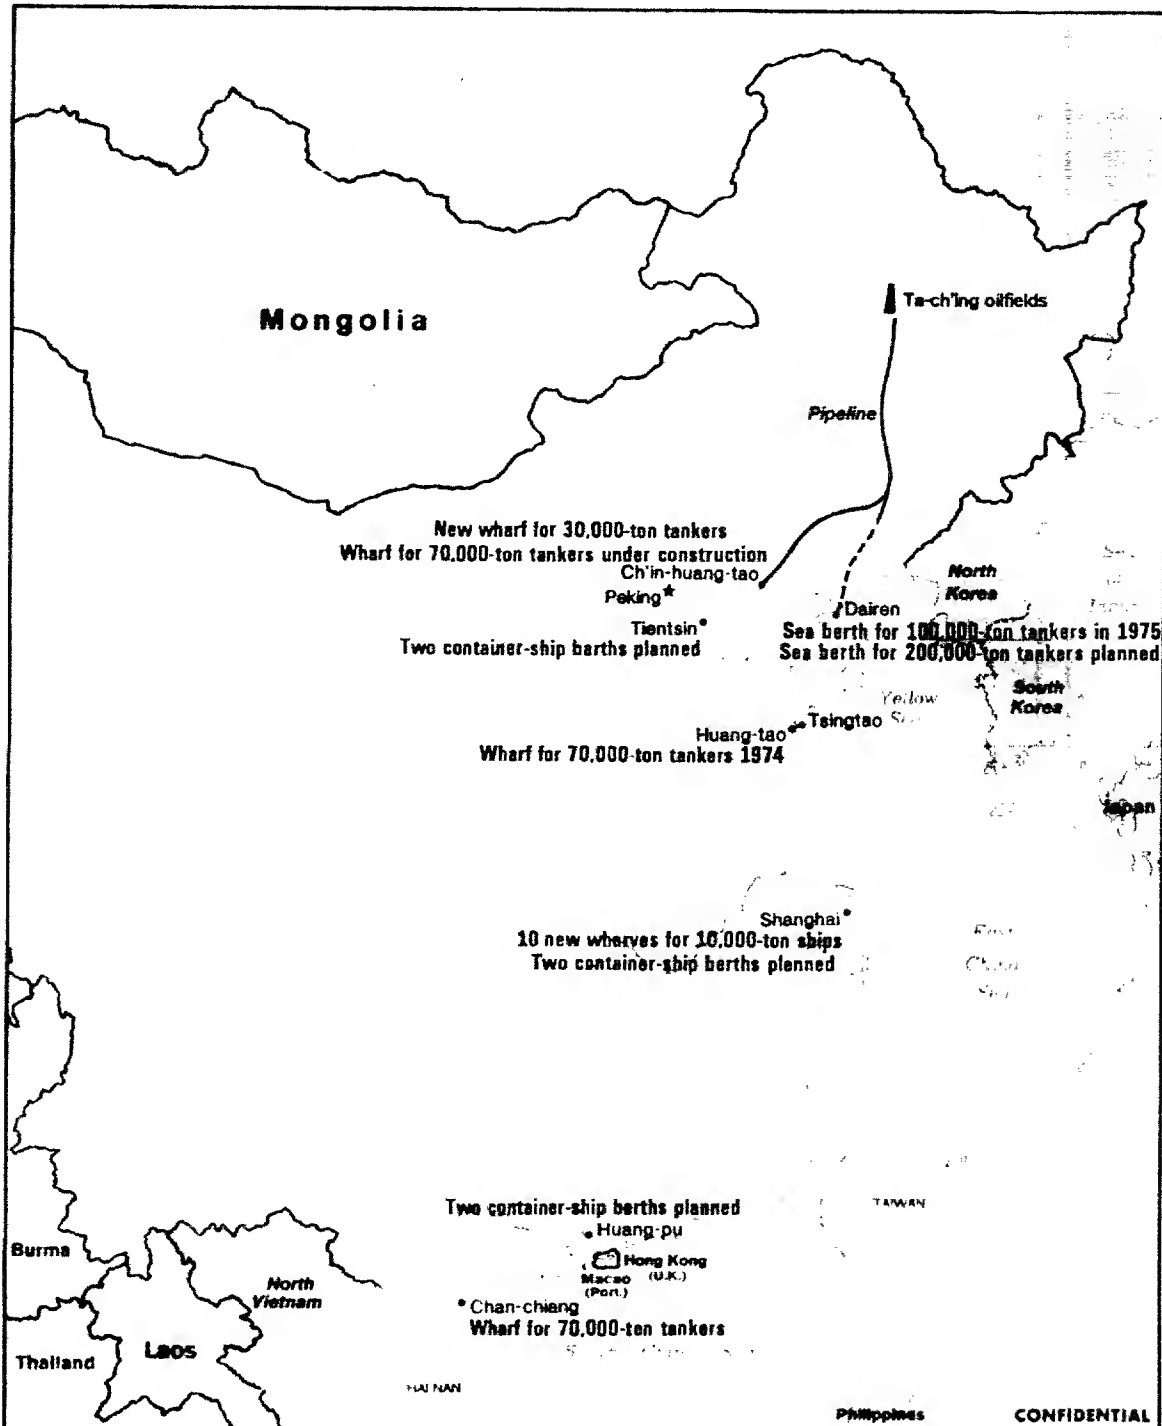 Ta-ch'ing oilfields
Mongolia
Pipeline
New wharf for 30,000-ton tankers
Wharf for 70,000-ton tankers under construction
Ch'in-huang-tao
Peking
North
Korea
Dairen
Tientsin
Sea berth for 100,000-ton tankers in 1975
Two container-ship barths planned
Sea berth for 200,000-ton tankers planned
South
Korea
Yellow
Tsingtao
Huang-tao
Wharf for 70,000-ton tankers 1974
Japan
Shanghai
10 new wharves for 10,000-ton ships
East
Two container-ship berths planned
China
Sea
Two container-ship berths planned
TAIWAN
Huang-pu
Burma
Hong Kong
(U.K.)
Macao
(Port.)
North
Vietnam
Chan-chiang
Wharf for 70,000-ton tankers
Laos
Thailand
HAI NAN
Philippines
CONFIDENTIAL